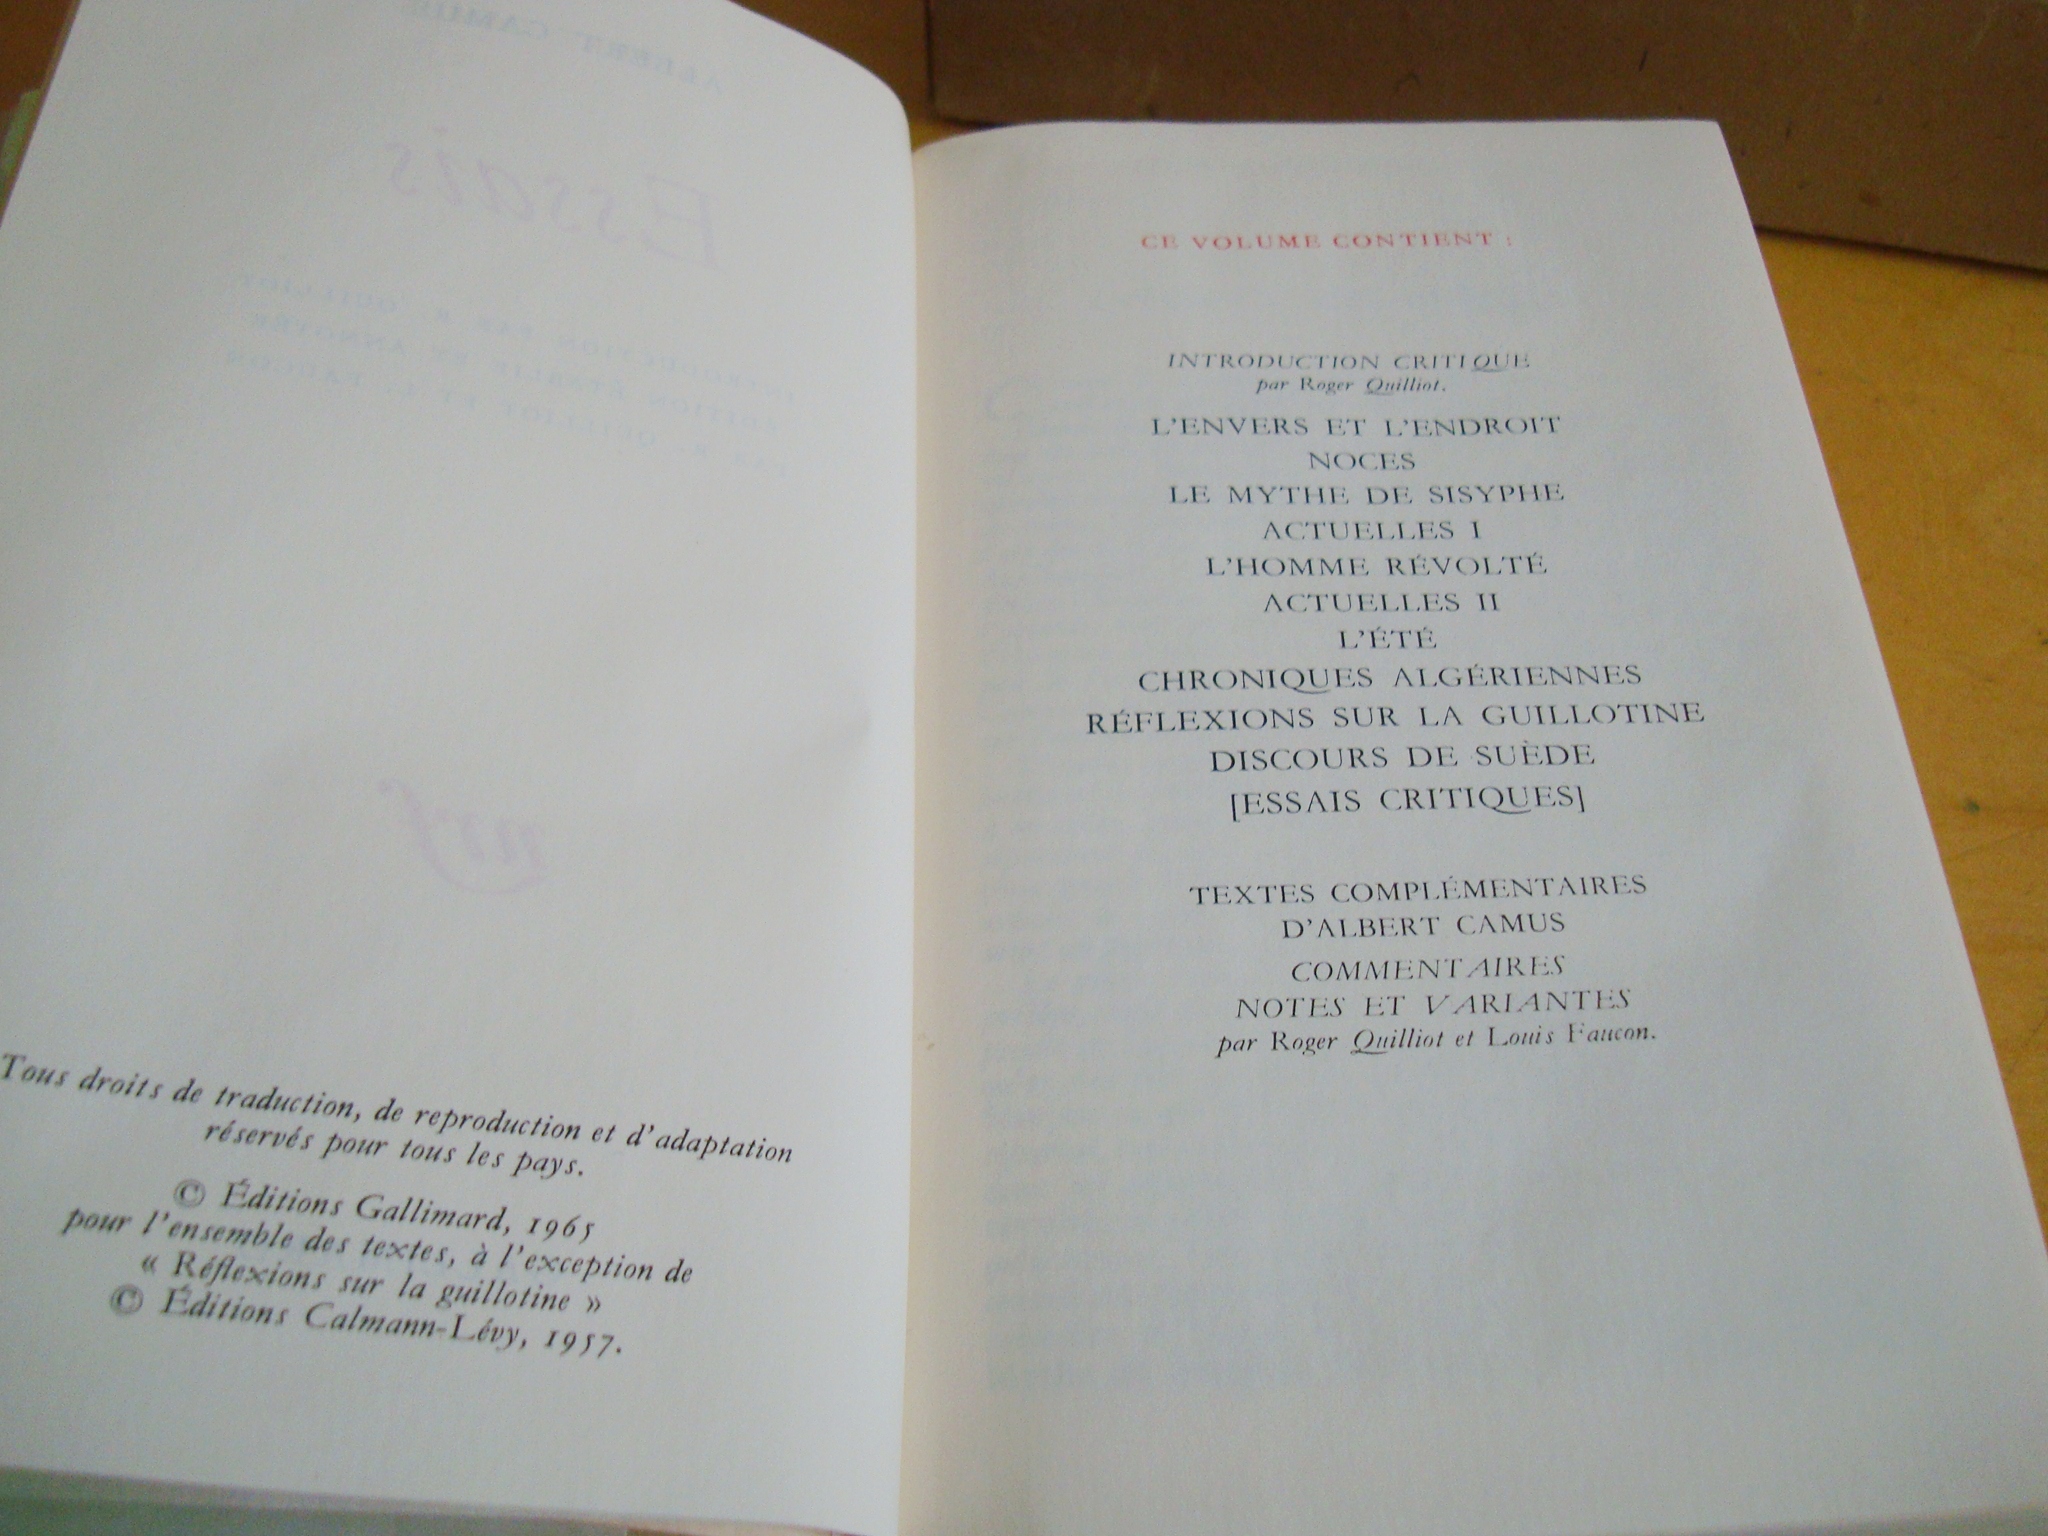 Tous droits de traduction, de reproduction et d'adaptation
réservés pour tous les pays.
© Éditions Gallimard, 1965
pour l'ensemble des textes, à l'exception de
« Réflexions sur la guillotine »
© Éditions Calmann-Lévy, 1957.
CE VOLUME CONTIENT :
INTRODUCTION CRITIQUE
par Roger Quilliot.
L'ENVERS ET L'ENDROIT
NOCES
LE MYTHE DE SISYPHE
ACTUELLES I
L'HOMME RÉVOLTÉ
ACTUELLES II
L'ÉTÉ
CHRONIQUES ALGÉRIENNES
RÉFLEXIONS SUR LA GUILLOTINE
DISCOURS DE SUÈDE
[ESSAIS CRITIQUES]
TEXTES COMPLÉMENTAIRES
D'ALBERT CAMUS
COMMENTAIRES
NOTES ET VARIANTES
par Roger Quilliot et Louis Faucon.